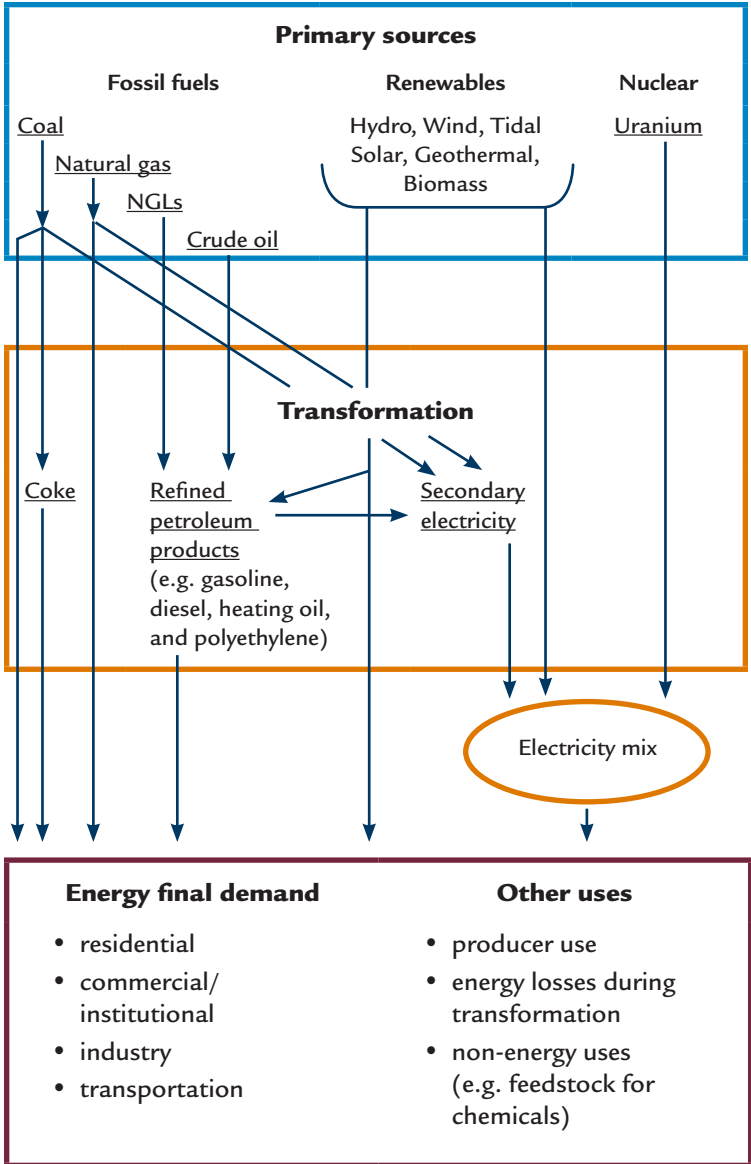 Primary sources
Fossil fuels
Renewables
Nuclear
Coal
Natural gas
NGLs
Crude oil
Hydro, Wind, Tidal
Solar, Geothermal,
Biomass
Uranium
Transformation
Coke
Refined
petroleum
products
(e.g. gasoline,
diesel, heating oil,
and polyethylene)
Secondary
electricity
Electricity mix
Energy final demand
• residential
• commercial/
institutional
• industry
• transportation
Other uses
• producer use
• energy losses during
transformation
• non-energy uses
(e.g. feedstock for
chemicals)